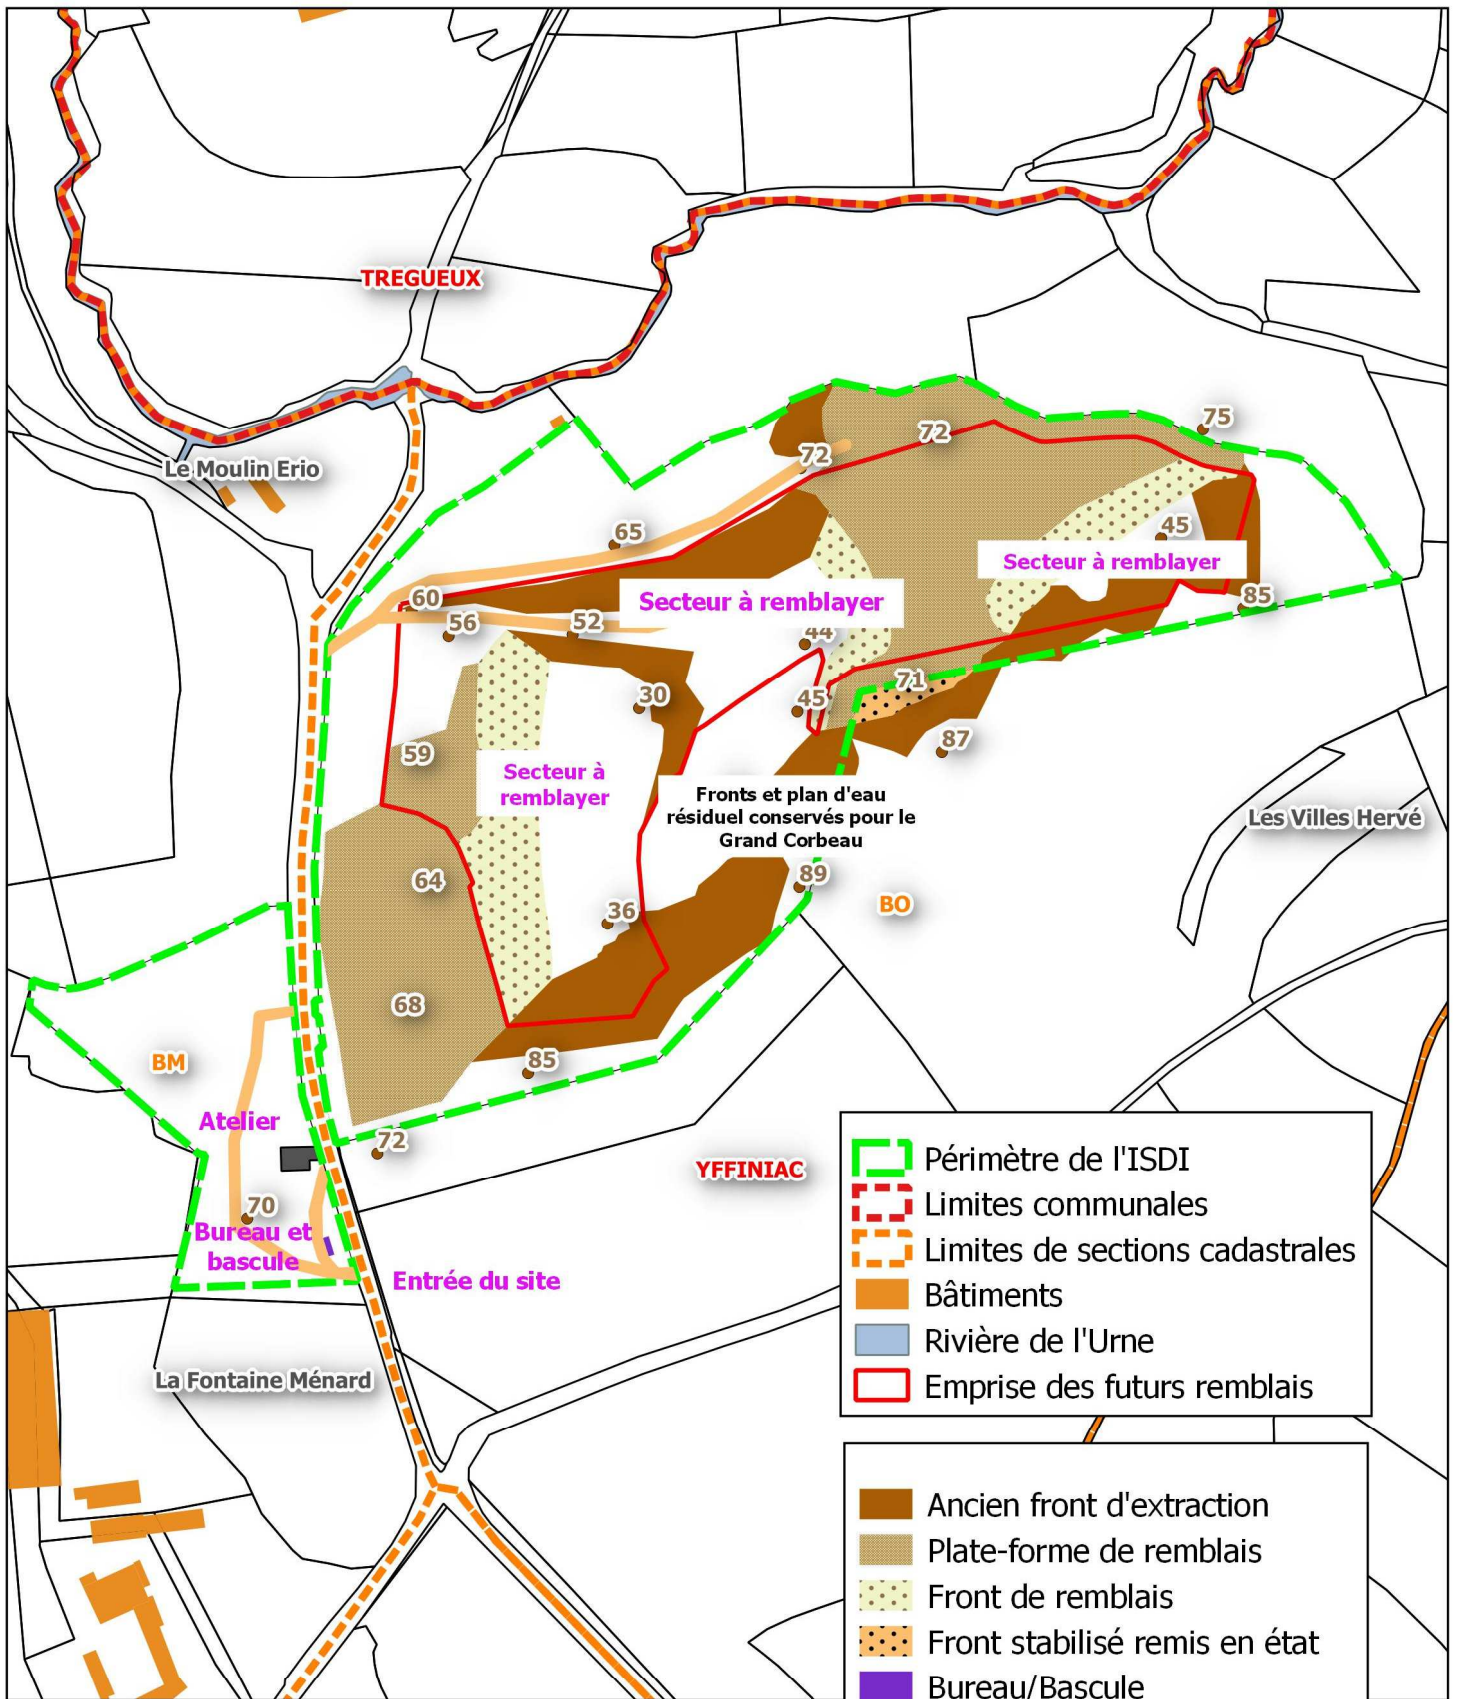 TREGUEUX
75
72
72
Le Moulin Erio
65
45
Secteur à remblayer
60
Secteur à remblayer
85
56
52
44
71
30
45
87
59
Secteur à
remblayer
Fronts et plan d'eau
résiduel conservés pour le
Grand Corbeau
Les Villes Hervé
64
89
36
BO
68
BM
85
Atelier
72
YFFINIAC
70
Bureau et
bascule
Entrée du site
La Fontaine Ménard
Périmètre de l'ISDI
Limites communales
Limites de sections cadastrales
Bâtiments
Rivière de l'Urne
Emprise des futurs remblais
Ancien front d'extraction
Plate-forme de remblais
Front de remblais
Front stabilisé remis en état
Bureau/Bascule